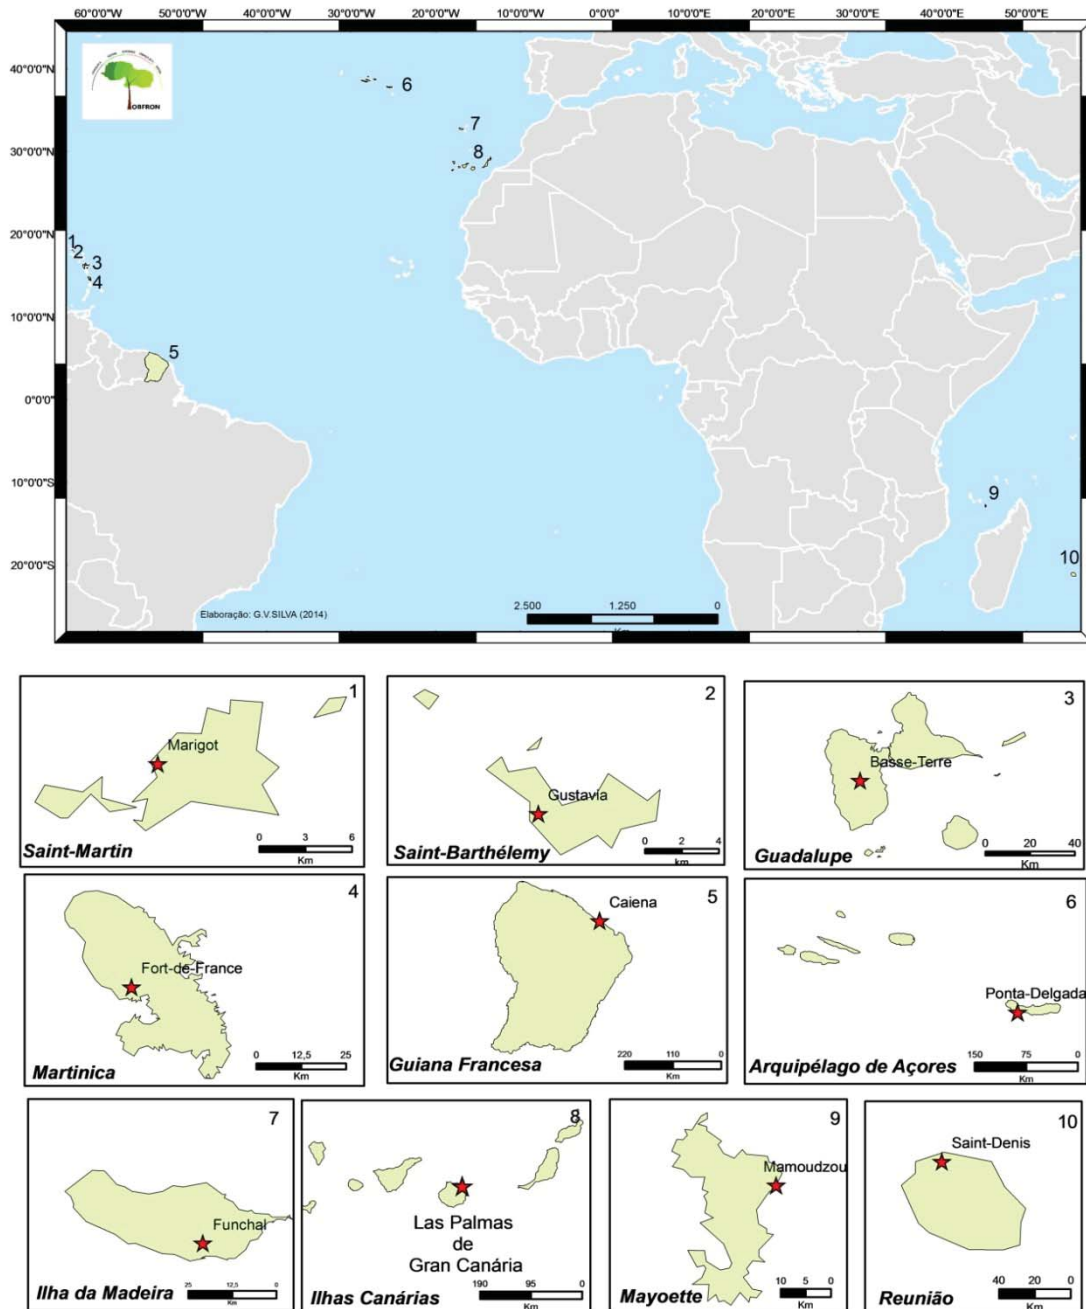 60°0'0"W 50°0'0"W 40°0'0"W 30°0'0"W 20°0'0"W 10°0'0"W 0°0'0" 10°0'0"E 20°0'0"E 30°0'0"E 40°0'0"E 50°0'0"E
40°0'0"N
30°0'0"N
20°0'0"N
10°0'0"N
0°0'0"
10°0'0"S
20°0'0"S
OBFRON
6
7
8
1
2
3
4
5
9
10
Elaboração: G.V.SILVA (2014)
2.500 1.250 0
Km
1
Marigot
0 3 6
Km
Saint-Martin
2
Gustavia
0 2 4
km
Saint-Barthélemy
3
Basse-Terre
0 20 40
Km
Guadalupe
4
Fort-de-France
0 12,5 25
Km
Martinica
5
Caiena
220 110 0
Km
Guiana Francesa
6
Ponta-Delgada
150 75 0
Km
Arquipélago de Açores
7
Funchal
25 12,5 0
Km
Ilha da Madeira
8
Las Palmas
de
Gran Canária
190 95 0
Km
Ilhas Canárias
9
Mamoudzou
10 5 0
Km
Mayoette
10
Saint-Denis
40 20 0
Km
Reunião